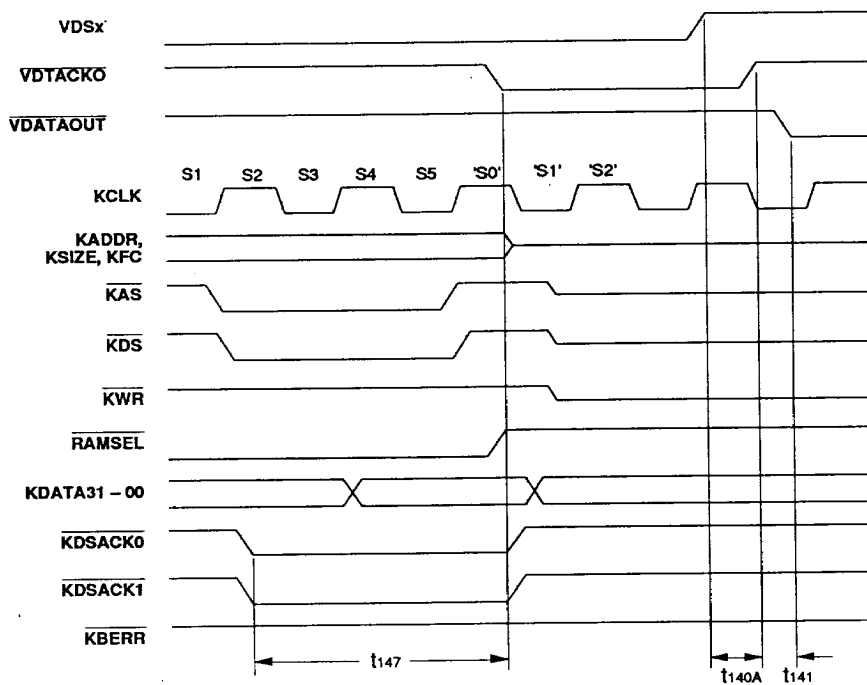 VDSx
VDTACKO
VDATAOUT
S1 S2 S3 S4 S5 'S0' 'S1' 'S2'
KCLK
KADDR,
KSIZE, KFC
KAS
KDS
KWR
RAMSEL
KDATA31 – 00
KDSACK0
KDSACK1
KBERR
t147 t140A t141